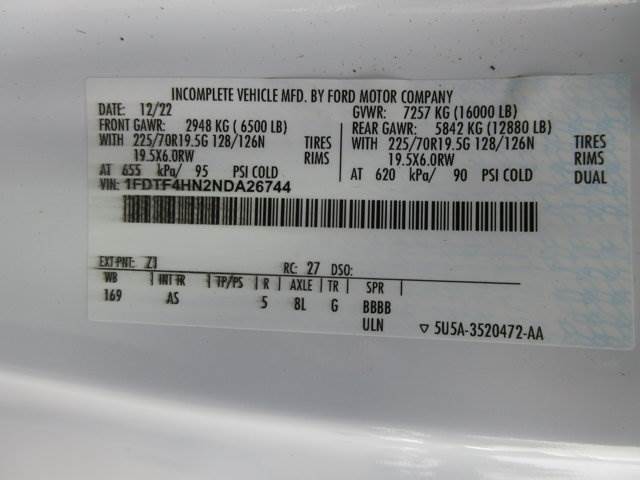 INCOMPLETE VEHICLE MFD. BY FORD MOTOR COMPANY
DATE: 12/22 GVWR: 7257 KG (16000 LB)
FRONT GAWR: 2948 KG ( 6500 LB) REAR GAWR: 5842 KG (12880 LB)
WITH 225/70R19.5G 128/126N TIRES WITH 225/70R19.5G 128/126N TIRES
19.5X6.0RW RIMS 19.5X6.0RW RIMS
AT 655 kPa/ 95 PSI COLD AT 620 kPa/ 90 PSI COLD DUAL
VIN: 1FDTF4HN2NDA26744
EXT PNT: Z1 RC: 27 DSO:
WB INT TR TP/PS R AXLE TR SPR
169 AS 5 8L G BBBB
ULN ▽ 5U5A-3520472-AA